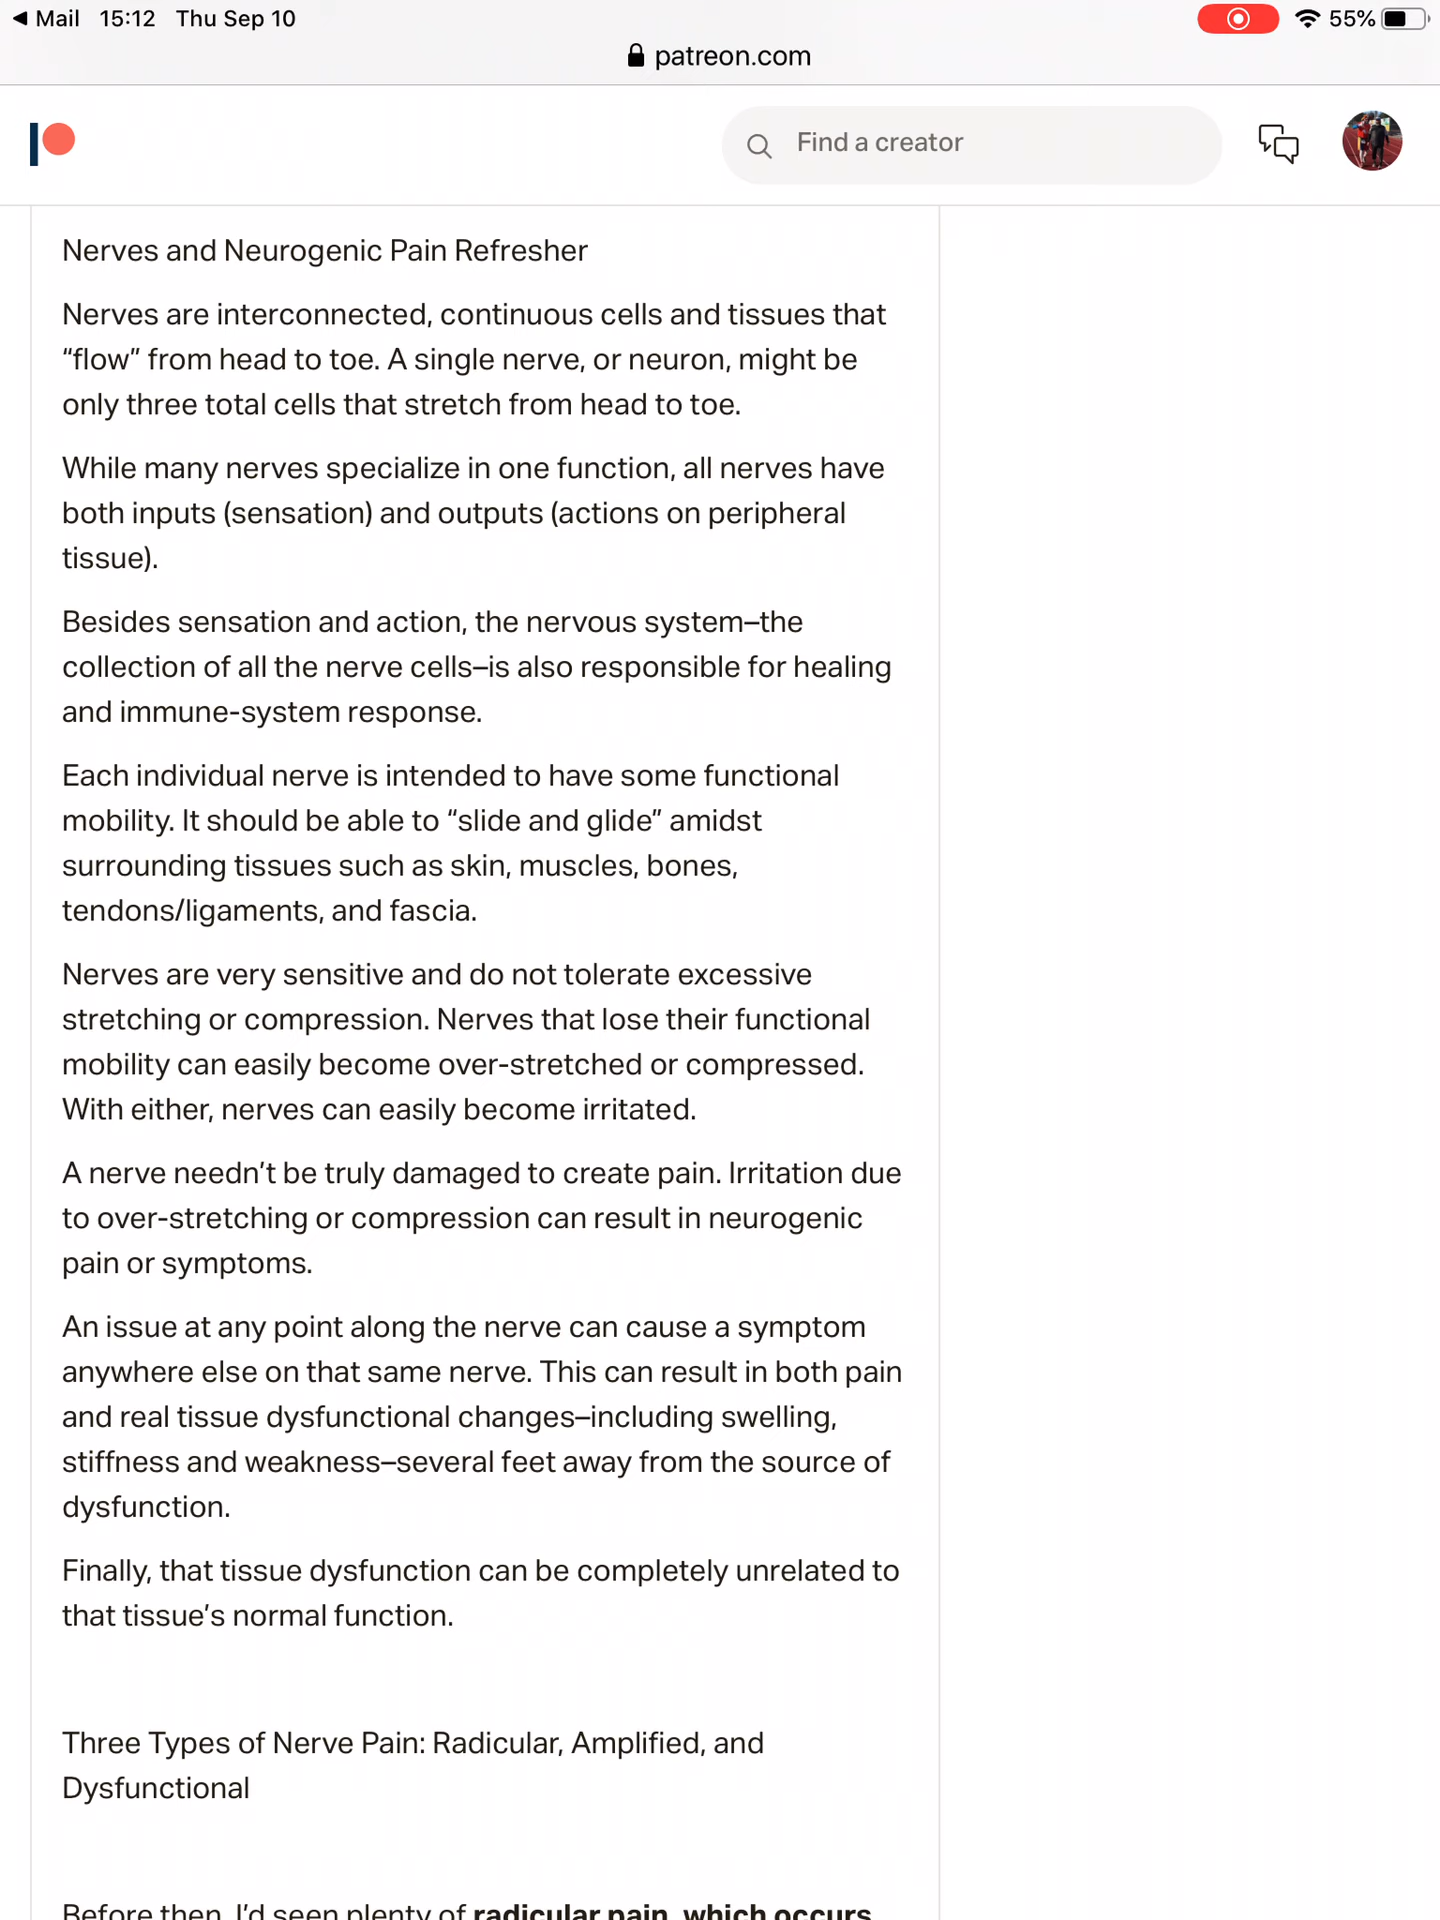 Mail 15:12 Thu Sep 10 55%
patreon.com
Find a creator
Nerves and Neurogenic Pain Refresher
Nerves are interconnected, continuous cells and tissues that
“flow” from head to toe. A single nerve, or neuron, might be
only three total cells that stretch from head to toe.
While many nerves specialize in one function, all nerves have
both inputs (sensation) and outputs (actions on peripheral
tissue).
Besides sensation and action, the nervous system–the
collection of all the nerve cells–is also responsible for healing
and immune-system response.
Each individual nerve is intended to have some functional
mobility. It should be able to “slide and glide” amidst
surrounding tissues such as skin, muscles, bones,
tendons/ligaments, and fascia.
Nerves are very sensitive and do not tolerate excessive
stretching or compression. Nerves that lose their functional
mobility can easily become over-stretched or compressed.
With either, nerves can easily become irritated.
A nerve needn’t be truly damaged to create pain. Irritation due
to over-stretching or compression can result in neurogenic
pain or symptoms.
An issue at any point along the nerve can cause a symptom
anywhere else on that same nerve. This can result in both pain
and real tissue dysfunctional changes–including swelling,
stiffness and weakness–several feet away from the source of
dysfunction.
Finally, that tissue dysfunction can be completely unrelated to
that tissue’s normal function.
Three Types of Nerve Pain: Radicular, Amplified, and
Dysfunctional
Before then, I’d seen plenty of radicular pain, which occurs